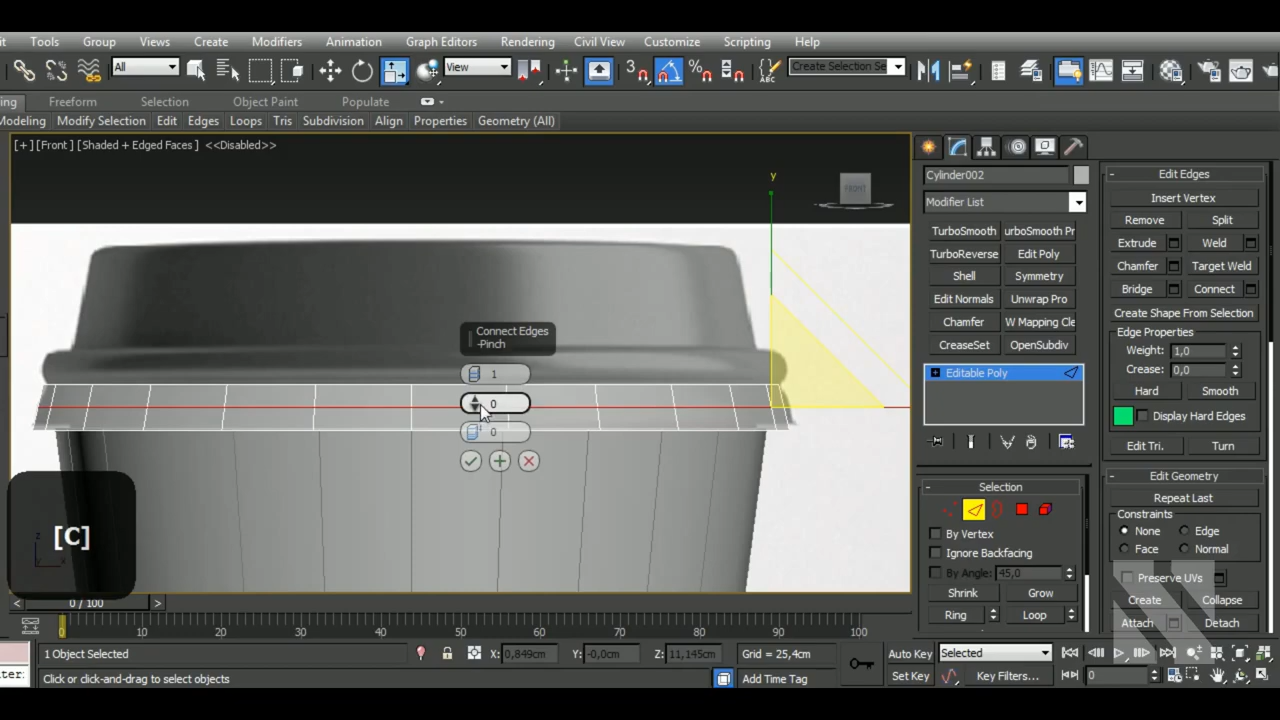 Tools Group Views Create Modifiers Animation Graph Editors Rendering Civil View Customize Scripting Help
All View Create Selection Se
Freeform Selection Object Paint Populate
Modeling Modify Selection Edit Edges Loops Tris Subdivision Align Properties Geometry (All)
[+] [Front ] [Shaded + Edged Faces ] <<Disabled>>
y
FRONT
Connect Edges
-Pinch
1
0
0
[C]
z
y x
Cylinder002
Modifier List
TurboSmooth urboSmooth Pr
TurboReverse Edit Poly
Shell Symmetry
Edit Normals Unwrap Pro
Chamfer W Mapping Cle
CreaseSet OpenSubdiv
Editable Poly
- Selection
By Vertex
Ignore Backfacing
By Angle: 45,0
Shrink Grow
Ring Loop
- Edit Edges
Insert Vertex
Remove Split
Extrude Weld
Chamfer Target Weld
Bridge Connect
Create Shape From Selection
Edge Properties
Weight: 1,0
Crease: 0,0
Hard Smooth
Display Hard Edges
Edit Tri. Turn
- Edit Geometry
Repeat Last
Constraints
None Edge
Face Normal
Preserve UVs
Create Collapse
Attach Detach
< 0 / 100 >
0 10 20 30 40 50 60 70 80 90 100
1 Object Selected X: 0,849cm Y: -0,0cm Z: 11,145cm Grid = 25,4cm Auto Key Selected
Click or click-and-drag to select objects Add Time Tag Set Key Key Filters... 0